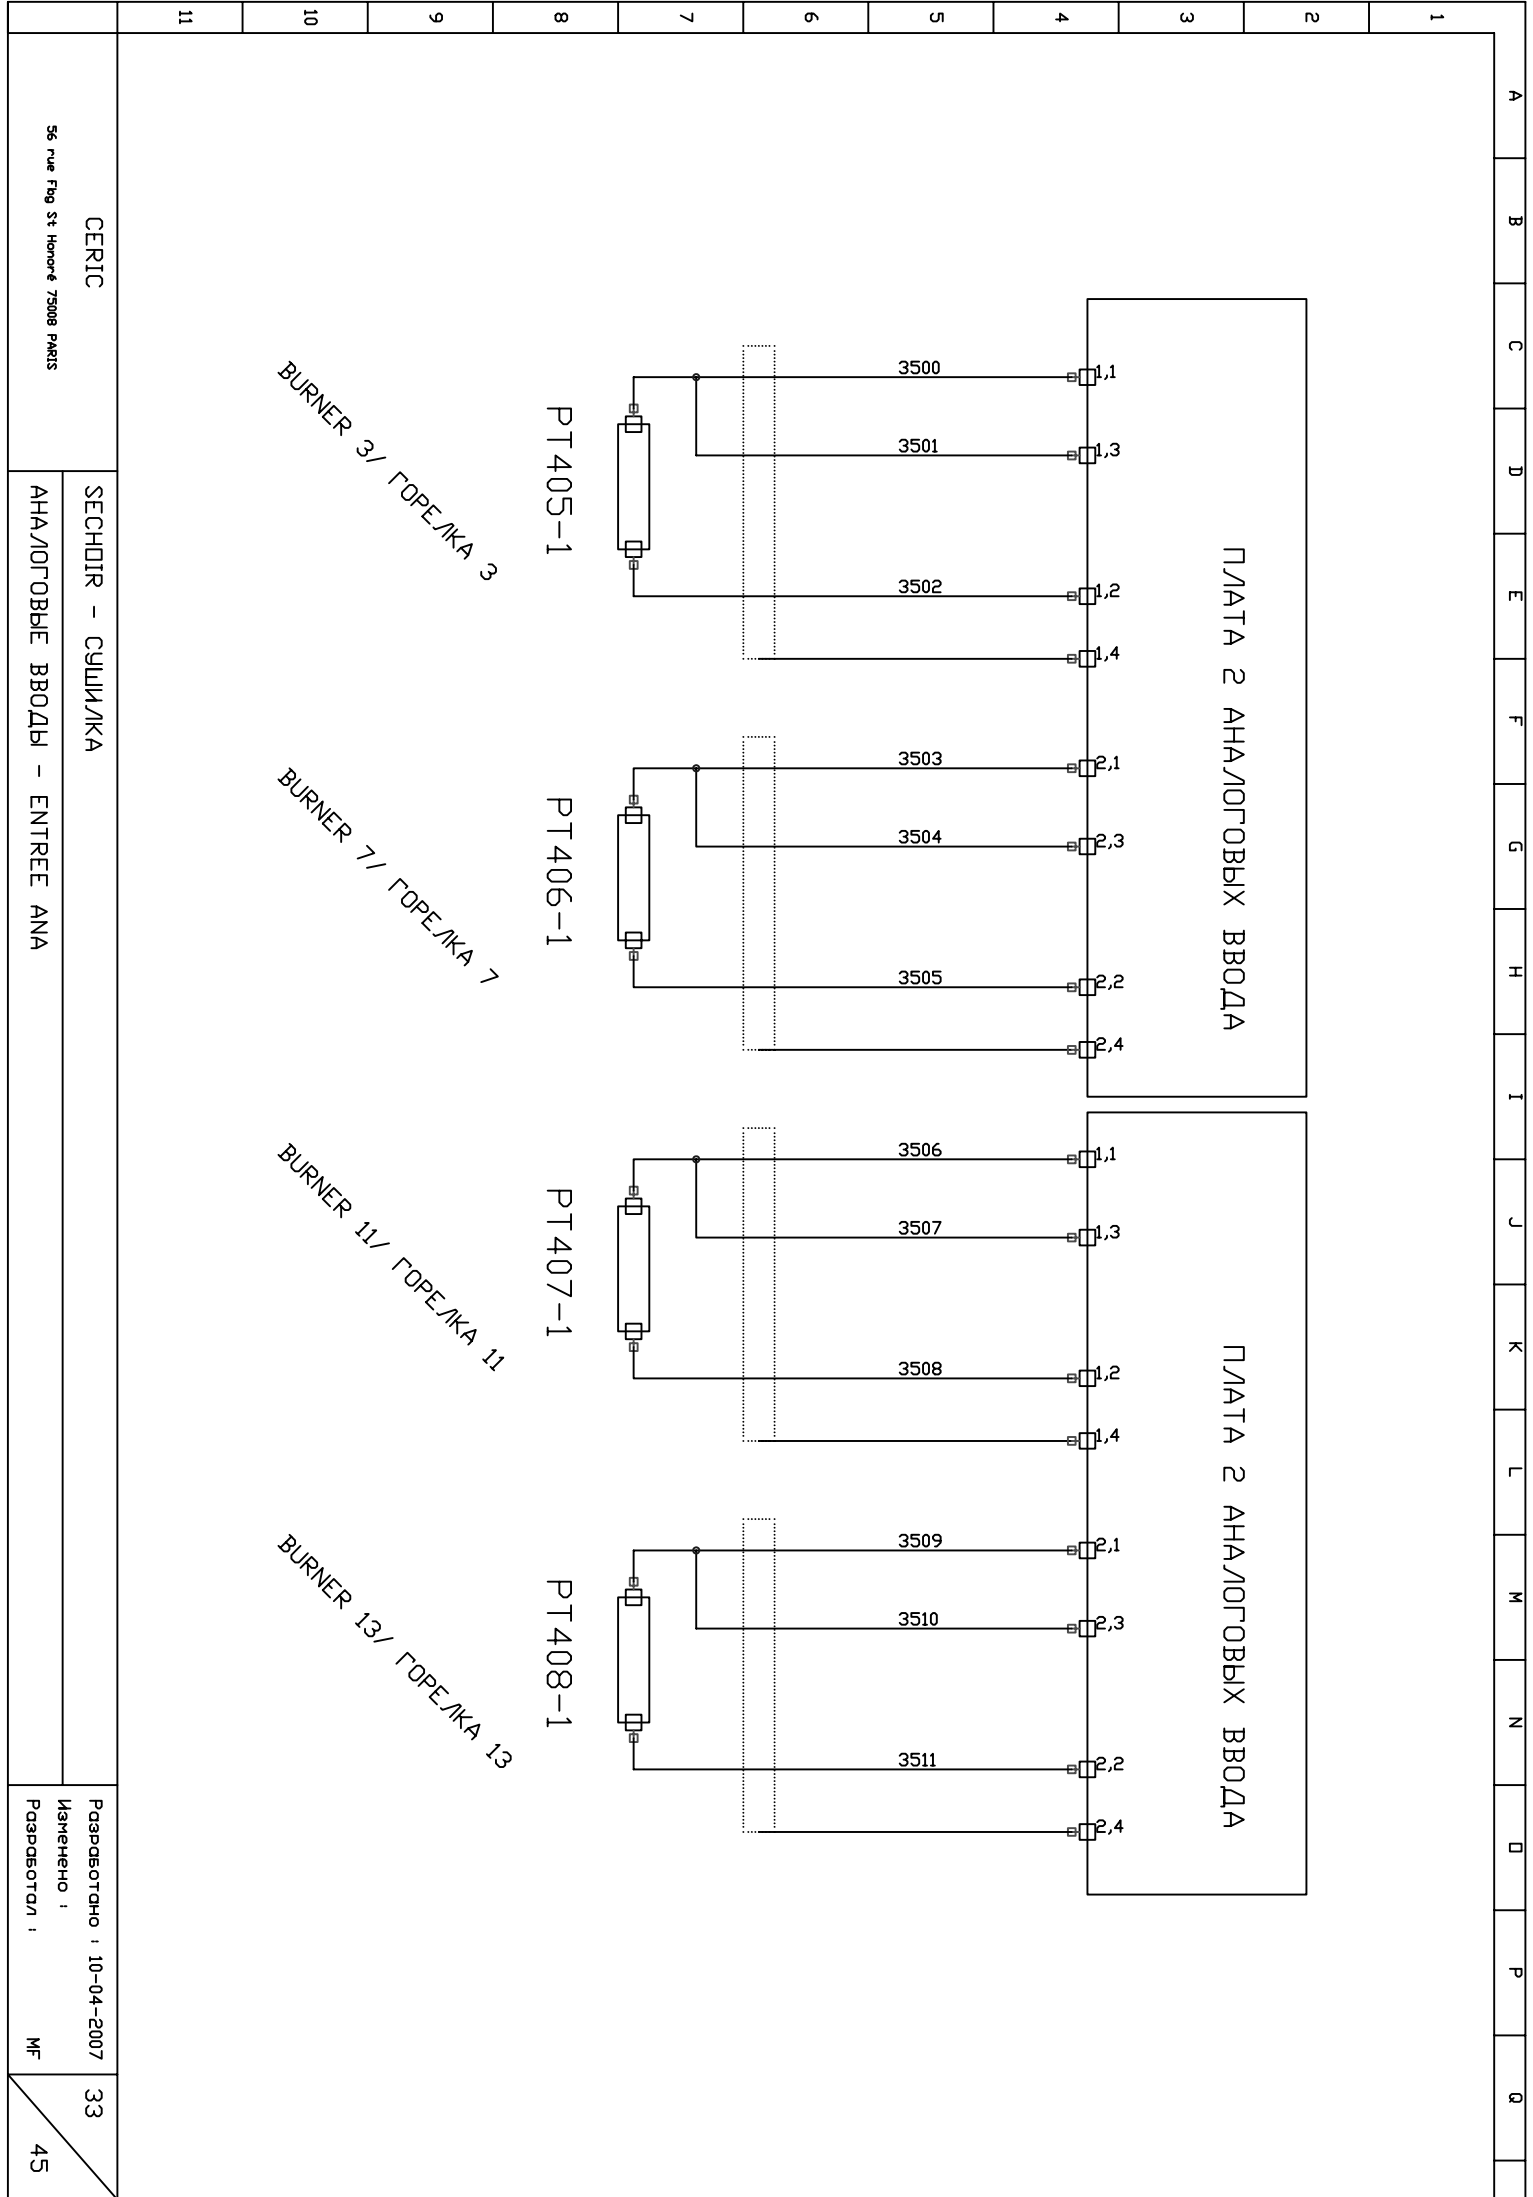 A
B
C
D
E
F
G
H
I
J
K
L
M
N
O
P
Q
1
2
3
4
5
6
7
8
9
10
11
ПЛАТА 2 АНАЛОГОВЫХ ВВОДА
ПЛАТА 2 АНАЛОГОВЫХ ВВОДА
1,1
1,3
1,2
1,4
2,1
2,3
2,2
2,4
1,1
1,3
1,2
1,4
2,1
2,3
2,2
2,4
3500
3501
3502
3503
3504
3505
3506
3507
3508
3509
3510
3511
PT405-1
PT406-1
PT407-1
PT408-1
BURNER 3/ ГОРЕЛКА 3
BURNER 7/ ГОРЕЛКА 7
BURNER 11/ ГОРЕЛКА 11
BURNER 13/ ГОРЕЛКА 13
CERIC
56 rue Fbg St Honoré 75008 PARIS
SECHOIR - СУШИЛКА
АНАЛОГОВЫЕ ВВОДЫ - ENTREE ANA
Разработано : 10-04-2007
Изменено :
Разработал : MF
33
45